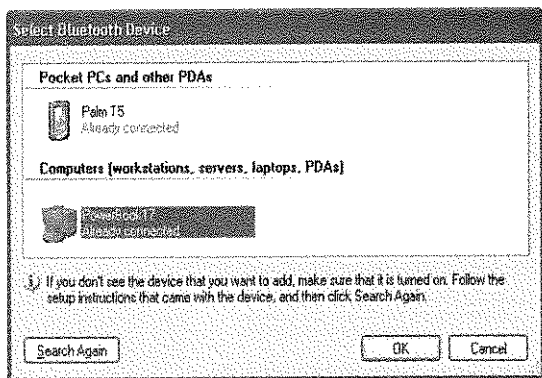 Select Bluetooth Device
Pocket PCs and other PDAs
Palm T5
Already connected
Computers (workstations, servers, laptops, PDAs)
PowerBook17
Already connected
If you don't see the device that you want to add, make sure that it is turned on. Follow the
setup instructions that came with the device, and then click Search Again.
Search Again
OK
Cancel